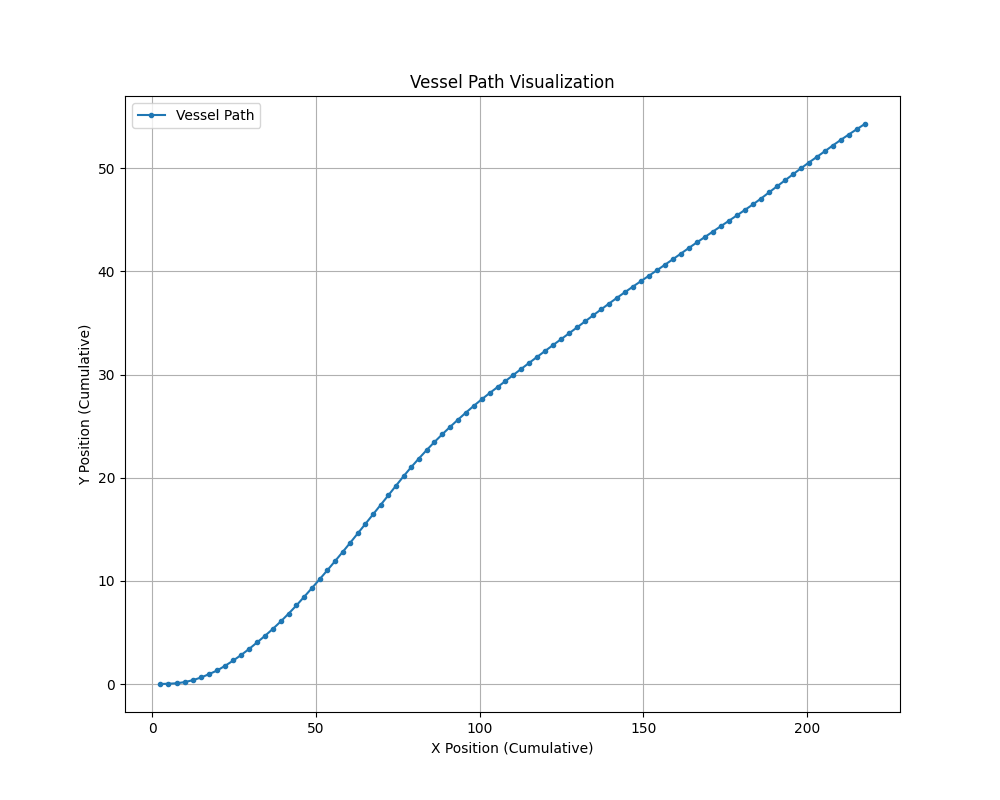 Vessel Path Visualization
Vessel Path
Y Position (Cumulative)
50
40
30
20
10
0
0 50 100 150 200
X Position (Cumulative)